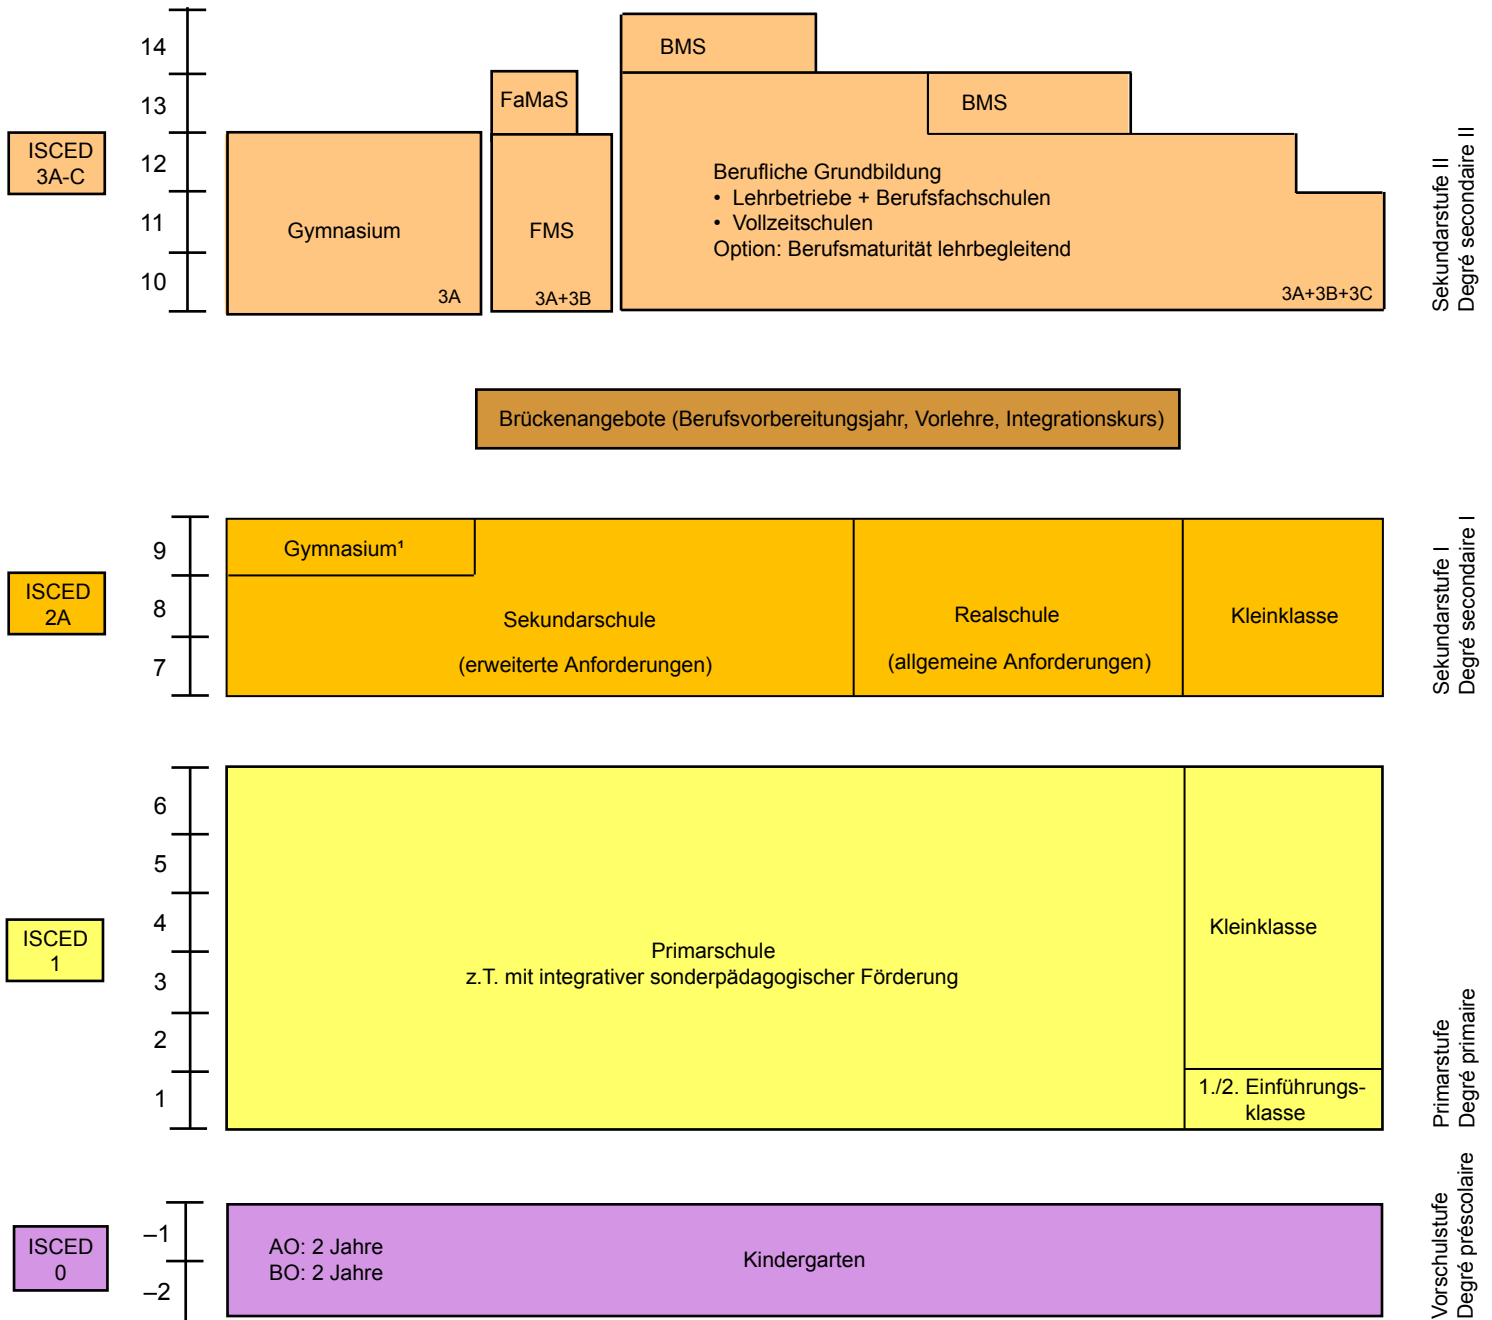 14
BMS
13
FaMaS
BMS
ISCED
3A-C
12
11
10
Gymnasium
3A
FMS
3A+3B
Berufliche Grundbildung
• Lehrbetriebe + Berufsfachschulen
• Vollzeitschulen
Option: Berufsmaturität lehrbegleitend
3A+3B+3C
Sekundarstufe II
Degré secondaire II
Brückenangebote (Berufsvorbereitungsjahr, Vorlehre, Integrationskurs)
ISCED
2A
9
8
7
Gymnasium¹
Sekundarschule
(erweiterte Anforderungen)
Realschule
(allgemeine Anforderungen)
Kleinklasse
Sekundarstufe I
Degré secondaire I
ISCED
1
6
5
4
3
2
1
Primarschule
z.T. mit integrativer sonderpädagogischer Förderung
Kleinklasse
1./2. Einführungs-
klasse
Primarstufe
Degré primaire
ISCED
0
–1
–2
AO: 2 Jahre
BO: 2 Jahre
Kindergarten
Vorschulstufe
Degré préscolaire